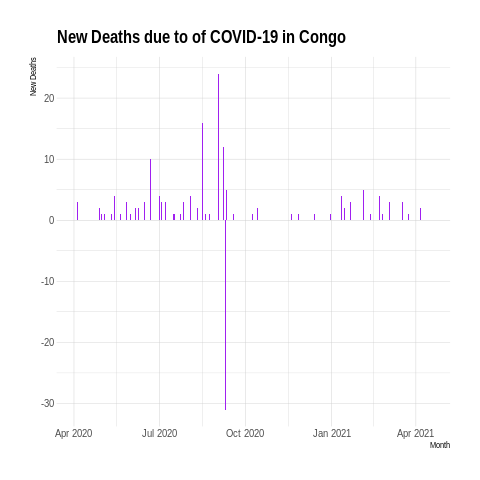 New Deaths due to of COVID-19 in Congo
New Deaths
20
10
0
-10
-20
-30
Apr 2020 Jul 2020 Oct 2020 Jan 2021 Apr 2021
Month